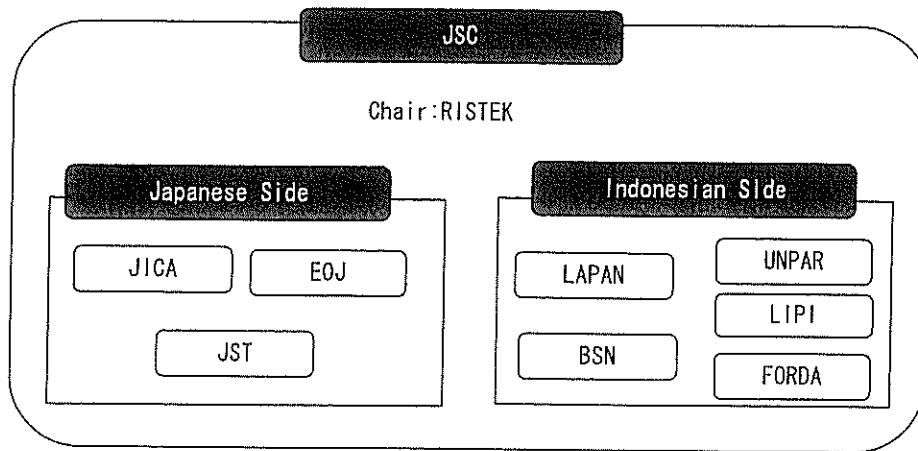 JSC
Chair:RISTEK
Japanese Side
JICA
EOJ
JST
Indonesian SIde
LAPAN
UNPAR
LIPI
BSN
FORDA